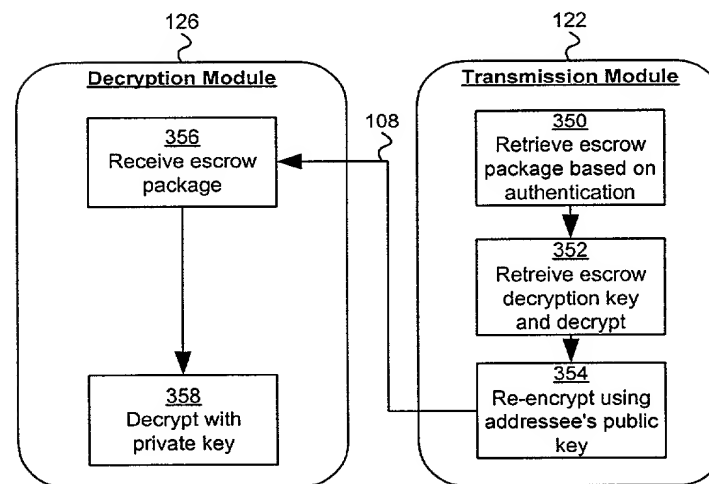 126
122
Decryption Module
356
Receive escrow
package
358
Decrypt with
private key
108
Transmission Module
350
Retrieve escrow
package based on
authentication
352
Retreive escrow
decryption key
and decrypt
354
Re-encrypt using
addressee's public
key